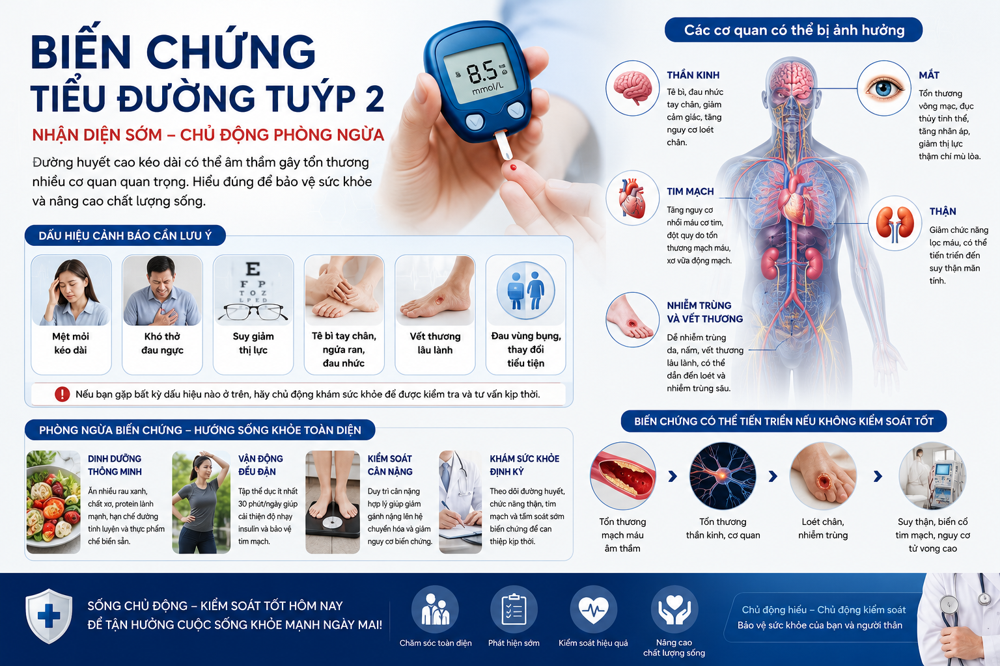 BIẾN CHỨNG
TIỂU ĐƯỜNG TUÝP 2
NHẬN DIỆN SỚM – CHỦ ĐỘNG PHÒNG NGỪA
Đường huyết cao kéo dài có thể âm thầm gây tổn thương
nhiều cơ quan quan trọng. Hiểu đúng để bảo vệ sức khỏe
và nâng cao chất lượng sống.
8.5
mmol/L
DẤU HIỆU CẢNH BÁO CẦN LƯU Ý
E
F P
T O Z
L P E D
Mệt mỏi
kéo dài
Khó thở
đau ngực
Suy giảm
thị lực
Tê bì tay chân,
ngứa ran,
đau nhức
Vết thương
lâu lành
Đau vùng bụng,
thay đổi
tiểu tiện
! Nếu bạn gặp bất kỳ dấu hiệu nào ở trên, hãy chủ động khám sức khỏe để được kiểm tra và tư vấn kịp thời.
PHÒNG NGỪA BIẾN CHỨNG – HƯỚNG SỐNG KHỎE TOÀN DIỆN
DINH DƯỠNG
THÔNG MINH
Ăn nhiều rau xanh,
chất xơ, protein lành
mạnh, hạn chế đường
tinh luyện và thực phẩm
chế biến sẵn.
VẬN ĐỘNG
ĐỀU ĐẶN
Tập thể dục ít nhất
30 phút/ngày giúp
cải thiện độ nhạy
insulin và bảo vệ
tim mạch.
KIỂM SOÁT
CÂN NẶNG
Duy trì cân nặng
hợp lý giúp giảm
gánh nặng lên hệ
chuyển hóa và giảm
nguy cơ biến chứng.
KHÁM SỨC KHỎE
ĐỊNH KỲ
Theo dõi đường huyết,
chức năng thận, tim
mạch và tầm soát sớm
biến chứng để can
thiệp kịp thời.
Các cơ quan có thể bị ảnh hưởng
THẦN KINH
Tê bì, đau nhức
tay chân, giảm
cảm giác, tăng
nguy cơ loét
chân.
MẮT
Tổn thương
võng mạc, đục
thủy tinh thể,
tăng nhãn áp,
giảm thị lực
thậm chí mù lòa.
TIM MẠCH
Tăng nguy cơ
nhồi máu cơ tim,
đột quỵ do tổn
thương mạch máu,
xơ vữa động mạch.
THẬN
Giảm chức năng
lọc máu, có thể
tiến triển đến
suy thận mãn
tính.
NHIỄM TRÙNG
VÀ VẾT THƯƠNG
Dễ nhiễm trùng
da, nấm, vết thương
lâu lành, có thể
dẫn đến loét và
nhiễm trùng sâu.
BIẾN CHỨNG CÓ THỂ TIẾN TRIỂN NẾU KHÔNG KIỂM SOÁT TỐT
Tổn thương
mạch máu
âm thầm
Tổn thương
thần kinh, cơ quan
Loét chân,
nhiễm trùng
Suy thận, biến cố
tim mạch, nguy cơ
tử vong cao
SỐNG CHỦ ĐỘNG – KIỂM SOÁT TỐT HÔM NAY
ĐỂ TẬN HƯỞNG CUỘC SỐNG KHỎE MẠNH NGÀY MAI!
Chăm sóc toàn diện
Phát hiện sớm
Kiểm soát hiệu quả
Nâng cao
chất lượng sống
Chủ động hiểu – Chủ động kiểm soát
Bảo vệ sức khỏe của bạn và người thân